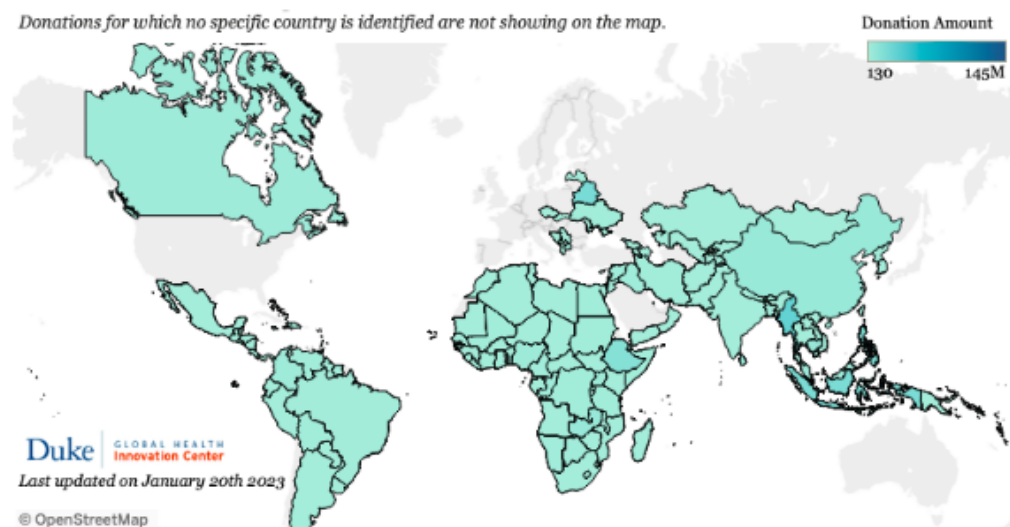 Donations for which no specific country is identified are not showing on the map.
Donation Amount
130 145M
Duke GLOBAL HEALTH
Innovation Center
Last updated on January 20th 2023
© OpenStreetMap